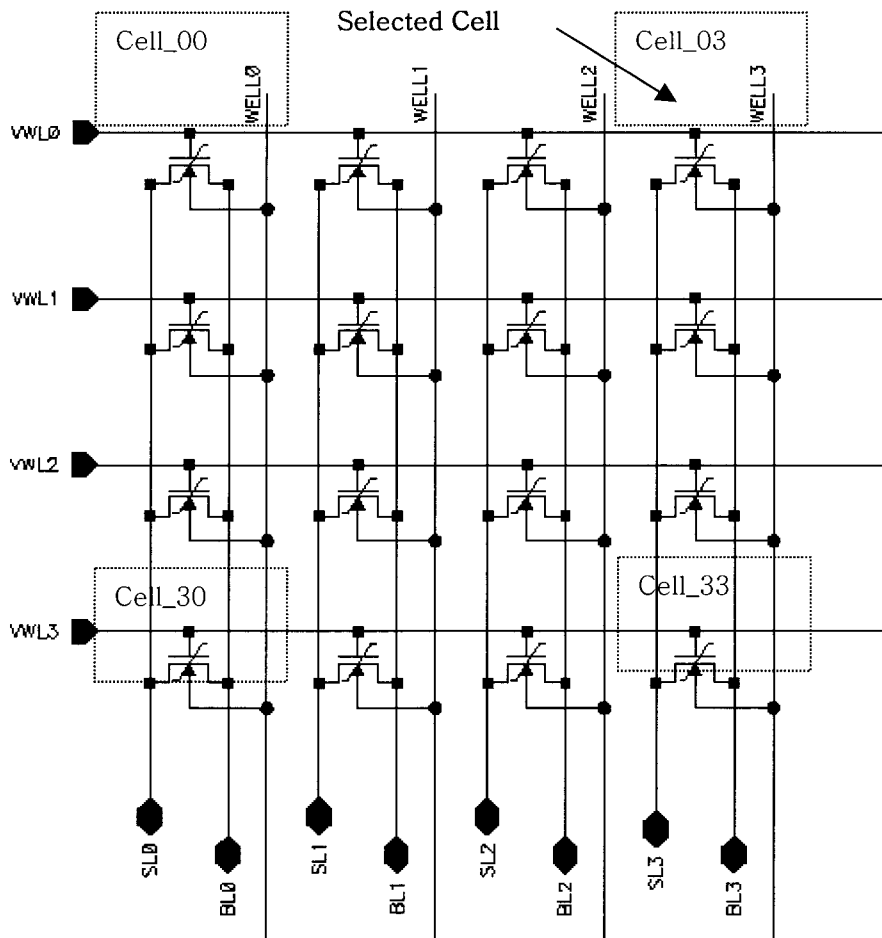 Selected Cell
Cell_00
Cell_03
WELL0
WELL1
WELL2
WELL3
VWL0
VWL1
VWL2
Cell_30
Cell_33
VWL3
SL0
BL0
SL1
BL1
SL2
BL2
SL3
BL3